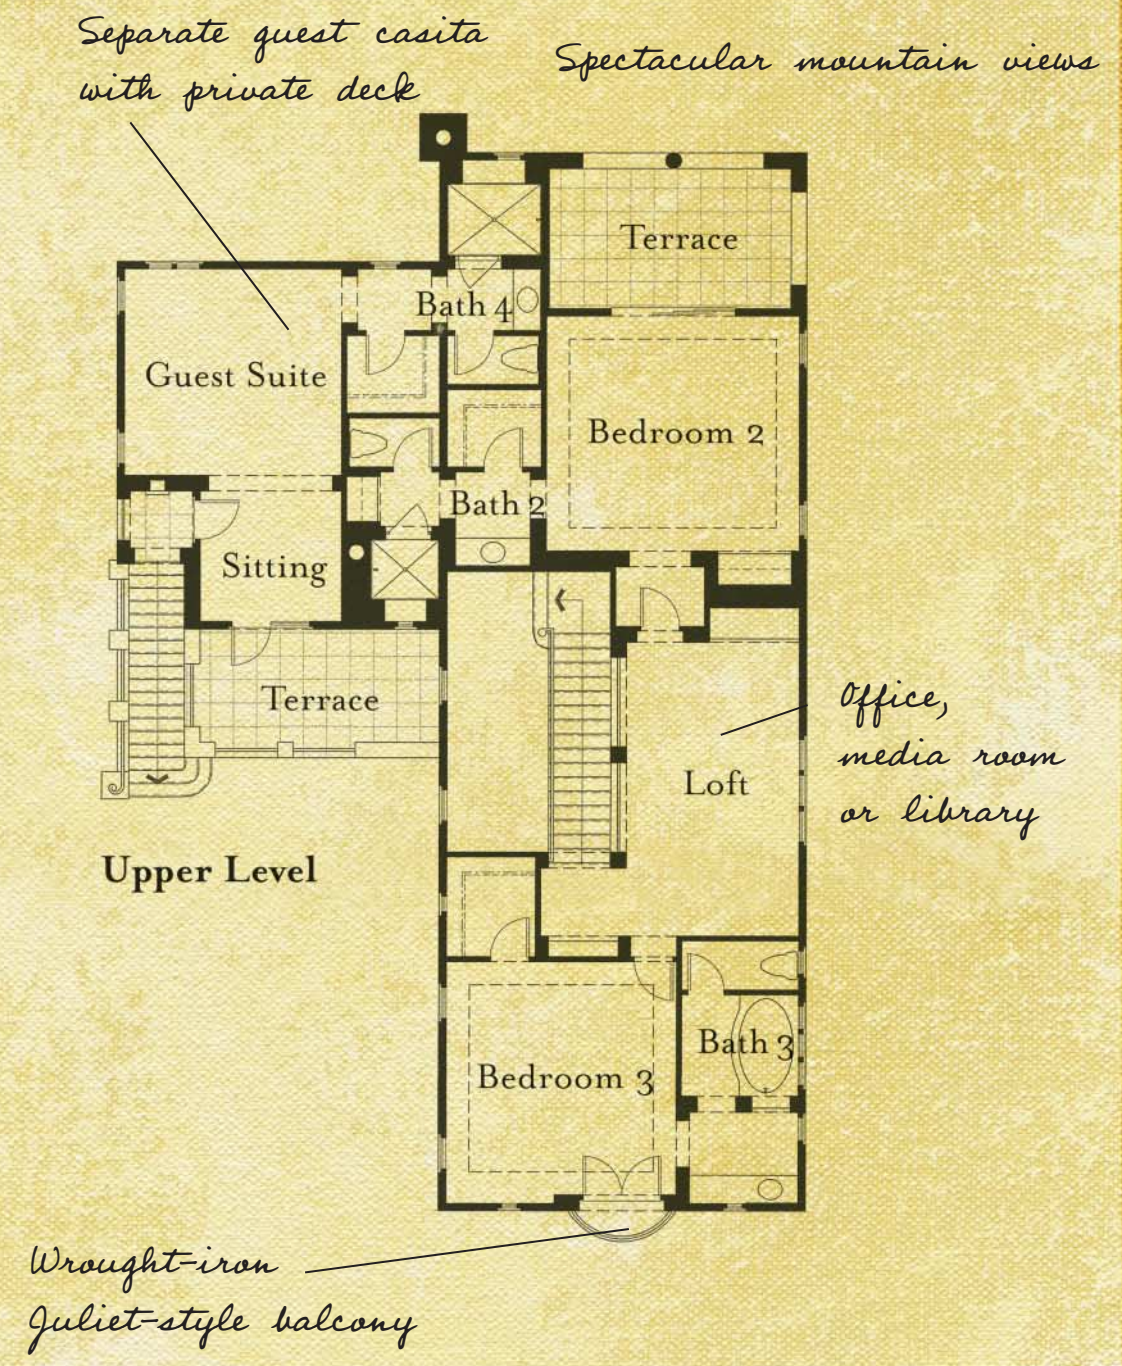 Separate guest casita
with private deck
Spectacular mountain views
Terrace
Bath 4
Guest Suite
Bedroom 2
Bath 2
Sitting
Terrace
Office,
media room
or library
Loft
Upper Level
Bath 3
Bedroom 3
Wrought-iron
Juliet-style balcony